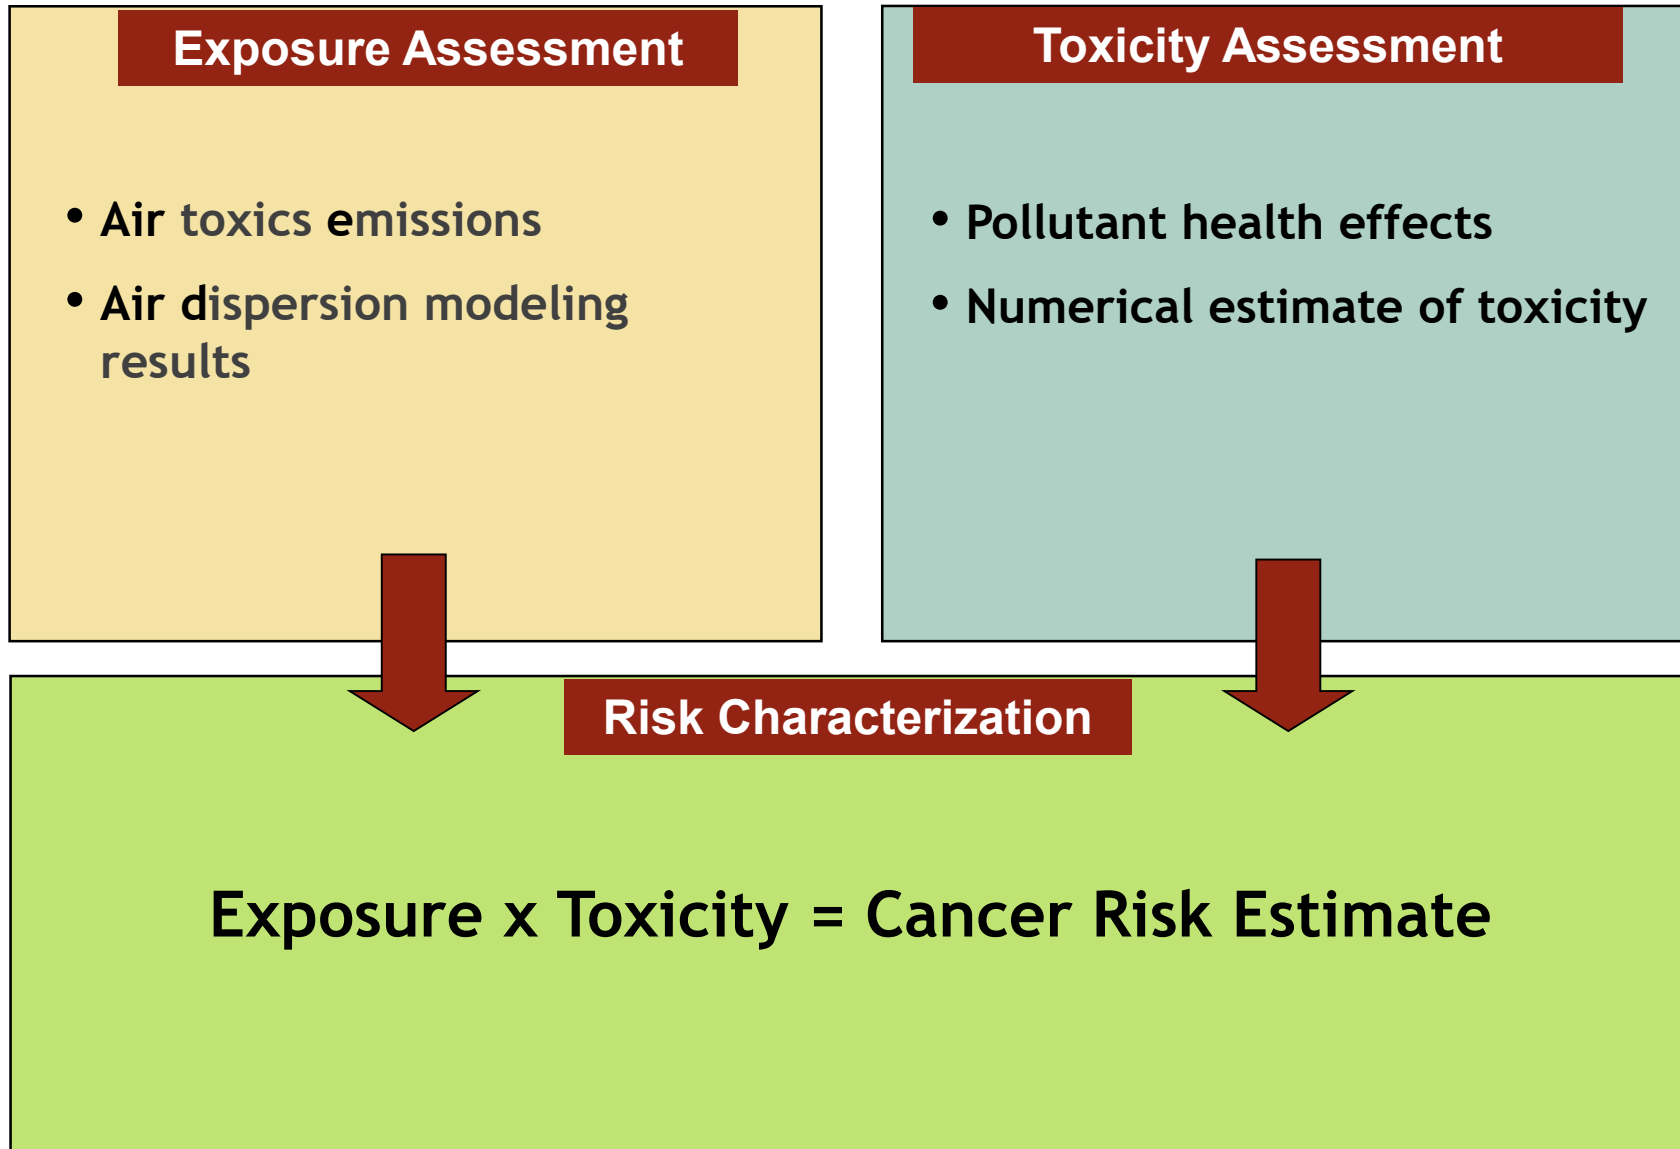 Exposure Assessment
• Air toxics emissions
• Air dispersion modeling
results
Toxicity Assessment
• Pollutant health effects
• Numerical estimate of toxicity
Risk Characterization
Exposure x Toxicity = Cancer Risk Estimate